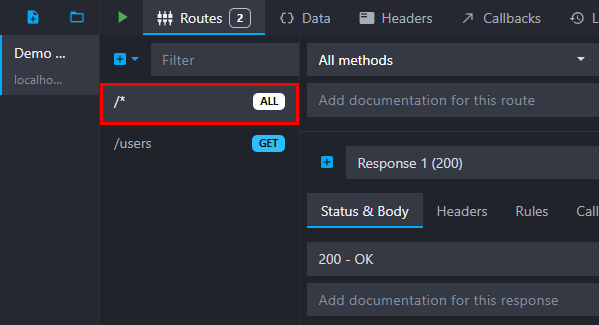 Routes 2 Data Headers Callbacks L
Demo ...
localho...
Filter
/*
ALL
/users
GET
All methods
Add documentation for this route
Response 1 (200)
Status & Body Headers Rules Call
200 - OK
Add documentation for this response